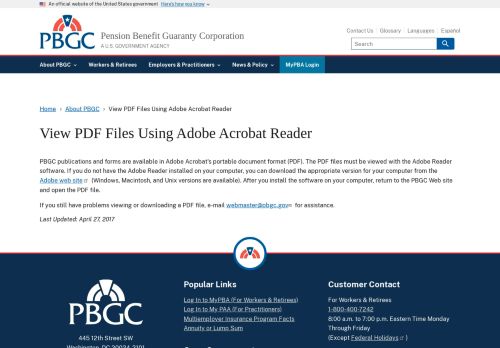 An official website of the United States government Here's how you know
PBGC
Pension Benefit Guaranty Corporation
A U.S. GOVERNMENT AGENCY
Contact Us Glossary Languages Español
Search
About PBGC Workers & Retirees Employers & Practitioners News & Policy MyPBA Login
Home › About PBGC › View PDF Files Using Adobe Acrobat Reader
View PDF Files Using Adobe Acrobat Reader
PBGC publications and forms are available in Adobe Acrobat's portable document format (PDF). The PDF files must be viewed with the Adobe Reader
software. If you do not have the Adobe Reader installed on your computer, you can download the appropriate version for your computer from the
Adobe web site (Windows, Macintosh, and Unix versions are available). After you install the software on your computer, return to the PBGC Web site
and open the PDF file.
If you still have problems viewing or downloading a PDF file, e-mail webmaster@pbgc.gov for assistance.
Last Updated: April 27, 2017
PBGC
445 12th Street SW
Washington, DC 20024-2101
Popular Links
Log In to MyPBA (For Workers & Retirees)
Log In to My PAA (For Practitioners)
Multiemployer Insurance Program Facts
Annuity or Lump Sum
Customer Contact
For Workers & Retirees
1-800-400-7242
8:00 a.m. to 7:00 p.m. Eastern Time Monday
Through Friday
(Except Federal Holidays )